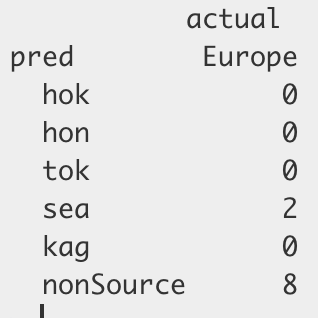 actual
pred Europe
hok 0
hon 0
tok 0
sea 2
kag 0
nonSource 8